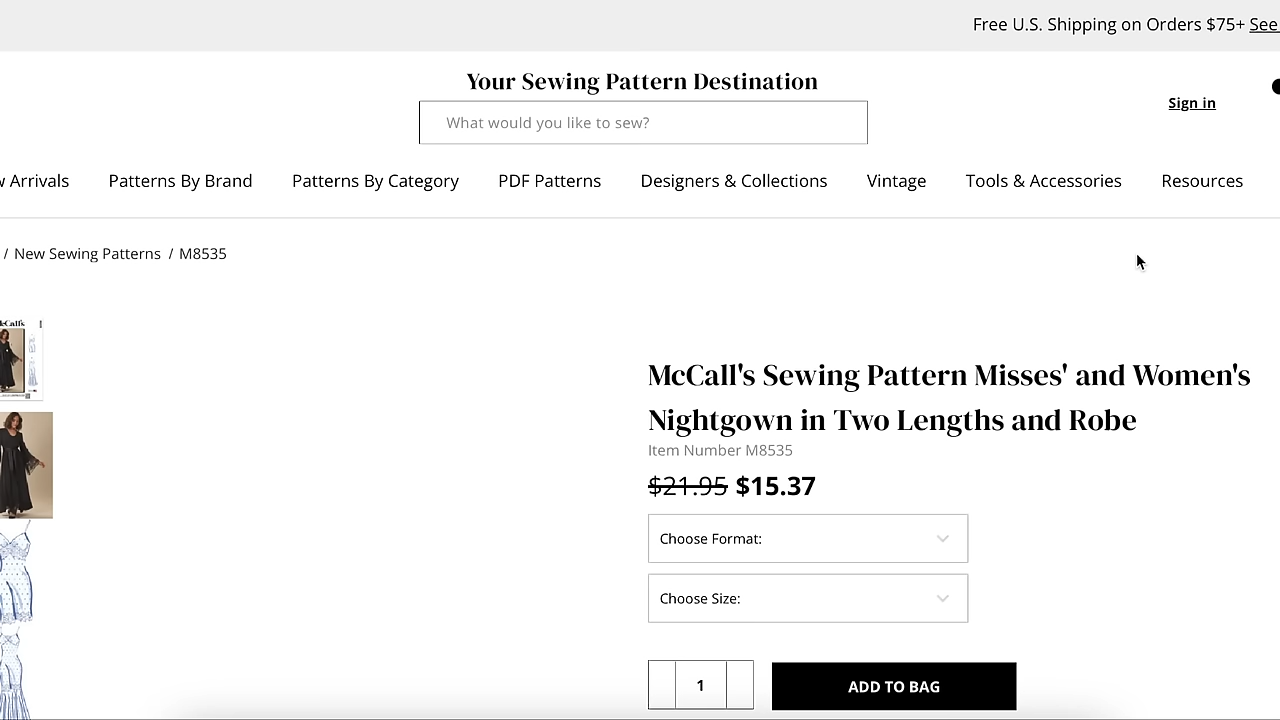 Free U.S. Shipping on Orders $75+ See
Your Sewing Pattern Destination
What would you like to sew?
Sign in
w Arrivals
Patterns By Brand
Patterns By Category
PDF Patterns
Designers & Collections
Vintage
Tools & Accessories
Resources
/ New Sewing Patterns / M8535
McCall's Sewing Pattern Misses' and Women's
Nightgown in Two Lengths and Robe
Item Number M8535
$21.95 $15.37
Choose Format:
Choose Size:
1
ADD TO BAG